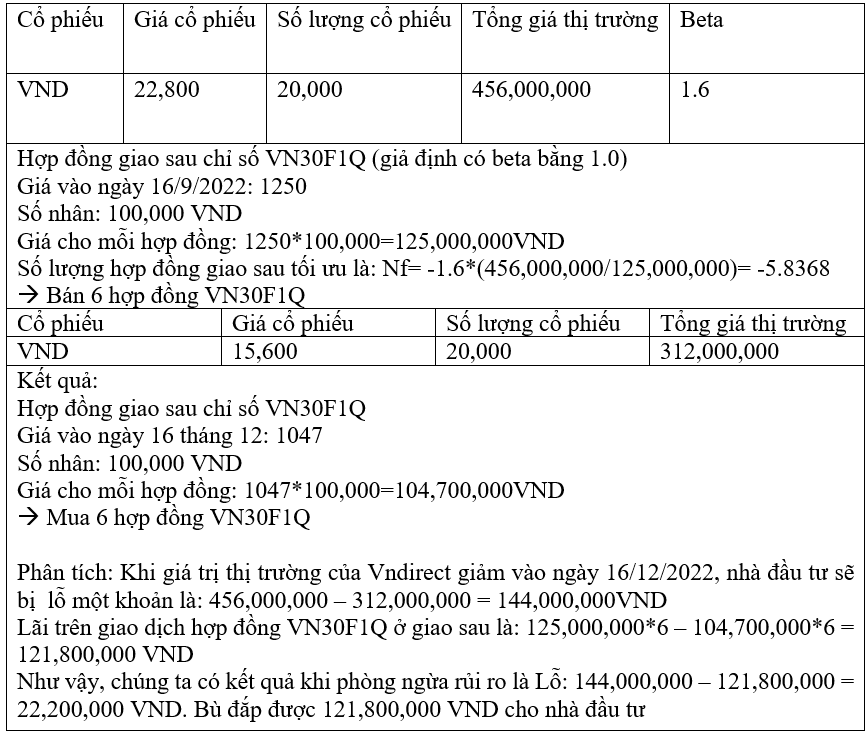 Cổ phiếu Giá cổ phiếu Số lượng cổ phiếu Tổng giá thị trường Beta
VND 22,800 20,000 456,000,000 1.6
Hợp đồng giao sau chỉ số VN30F1Q (giả định có beta bằng 1.0)
Giá vào ngày 16/9/2022: 1250
Số nhân: 100,000 VND
Giá cho mỗi hợp đồng: 1250*100,000=125,000,000VND
Số lượng hợp đồng giao sau tối ưu là: Nf= -1.6*(456,000,000/125,000,000)= -5.8368
→ Bán 6 hợp đồng VN30F1Q
Cổ phiếu Giá cổ phiếu Số lượng cổ phiếu Tổng giá thị trường
VND 15,600 20,000 312,000,000
Kết quả:
Hợp đồng giao sau chỉ số VN30F1Q
Giá vào ngày 16 tháng 12: 1047
Số nhân: 100,000 VND
Giá cho mỗi hợp đồng: 1047*100,000=104,700,000VND
→ Mua 6 hợp đồng VN30F1Q
Phân tích: Khi giá trị thị trường của Vndirect giảm vào ngày 16/12/2022, nhà đầu tư sẽ
bị lỗ một khoản là: 456,000,000 – 312,000,000 = 144,000,000VND
Lãi trên giao dịch hợp đồng VN30F1Q ở giao sau là: 125,000,000*6 – 104,700,000*6 =
121,800,000 VND
Như vậy, chúng ta có kết quả khi phòng ngừa rủi ro là Lỗ: 144,000,000 – 121,800,000 =
22,200,000 VND. Bù đắp được 121,800,000 VND cho nhà đầu tư